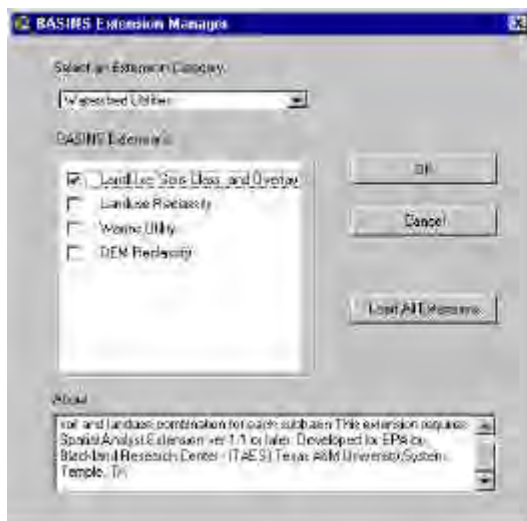 BASINS Extension Manager
Select an Extension Category
Watershed Utilities
BASINS Extensions
Landuse, Soils Class, and Overlay
Landuse Reclassify
Utility
DEM Reclassify
OK
Cancel
Load All Extensions
About
soil and landuse combination for each subbasin This extension requires
Spatial Analyst Extension ver 1.1 or later. Developed for EPA by
Blackland Research Center - (TAES) Texas A&M University System,
Temple, TX